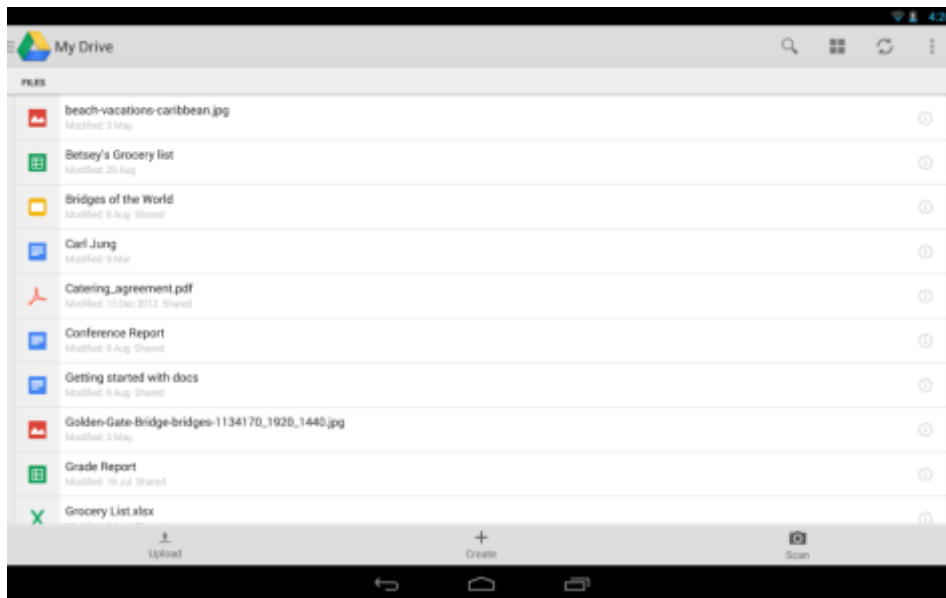 4:2
My Drive
FILES
beach-vacations-caribbean.jpg
Modified: 3 May
Betsey's Grocery list
Modified: 29 Aug
Bridges of the World
Modified: 6 Aug Shared
Carl Jung
Modified: 9 Mar
Catering_agreement.pdf
Modified: 13 Dec 2012 Shared
Conference Report
Modified: 6 Aug Shared
Getting started with docs
Modified: 6 Aug Shared
Golden-Gate-Bridge-bridges-1134170_1920_1440.jpg
Modified: 3 May
Grade Report
Modified: 19 Jul Shared
Grocery List.xlsx
Upload
Create
Scan